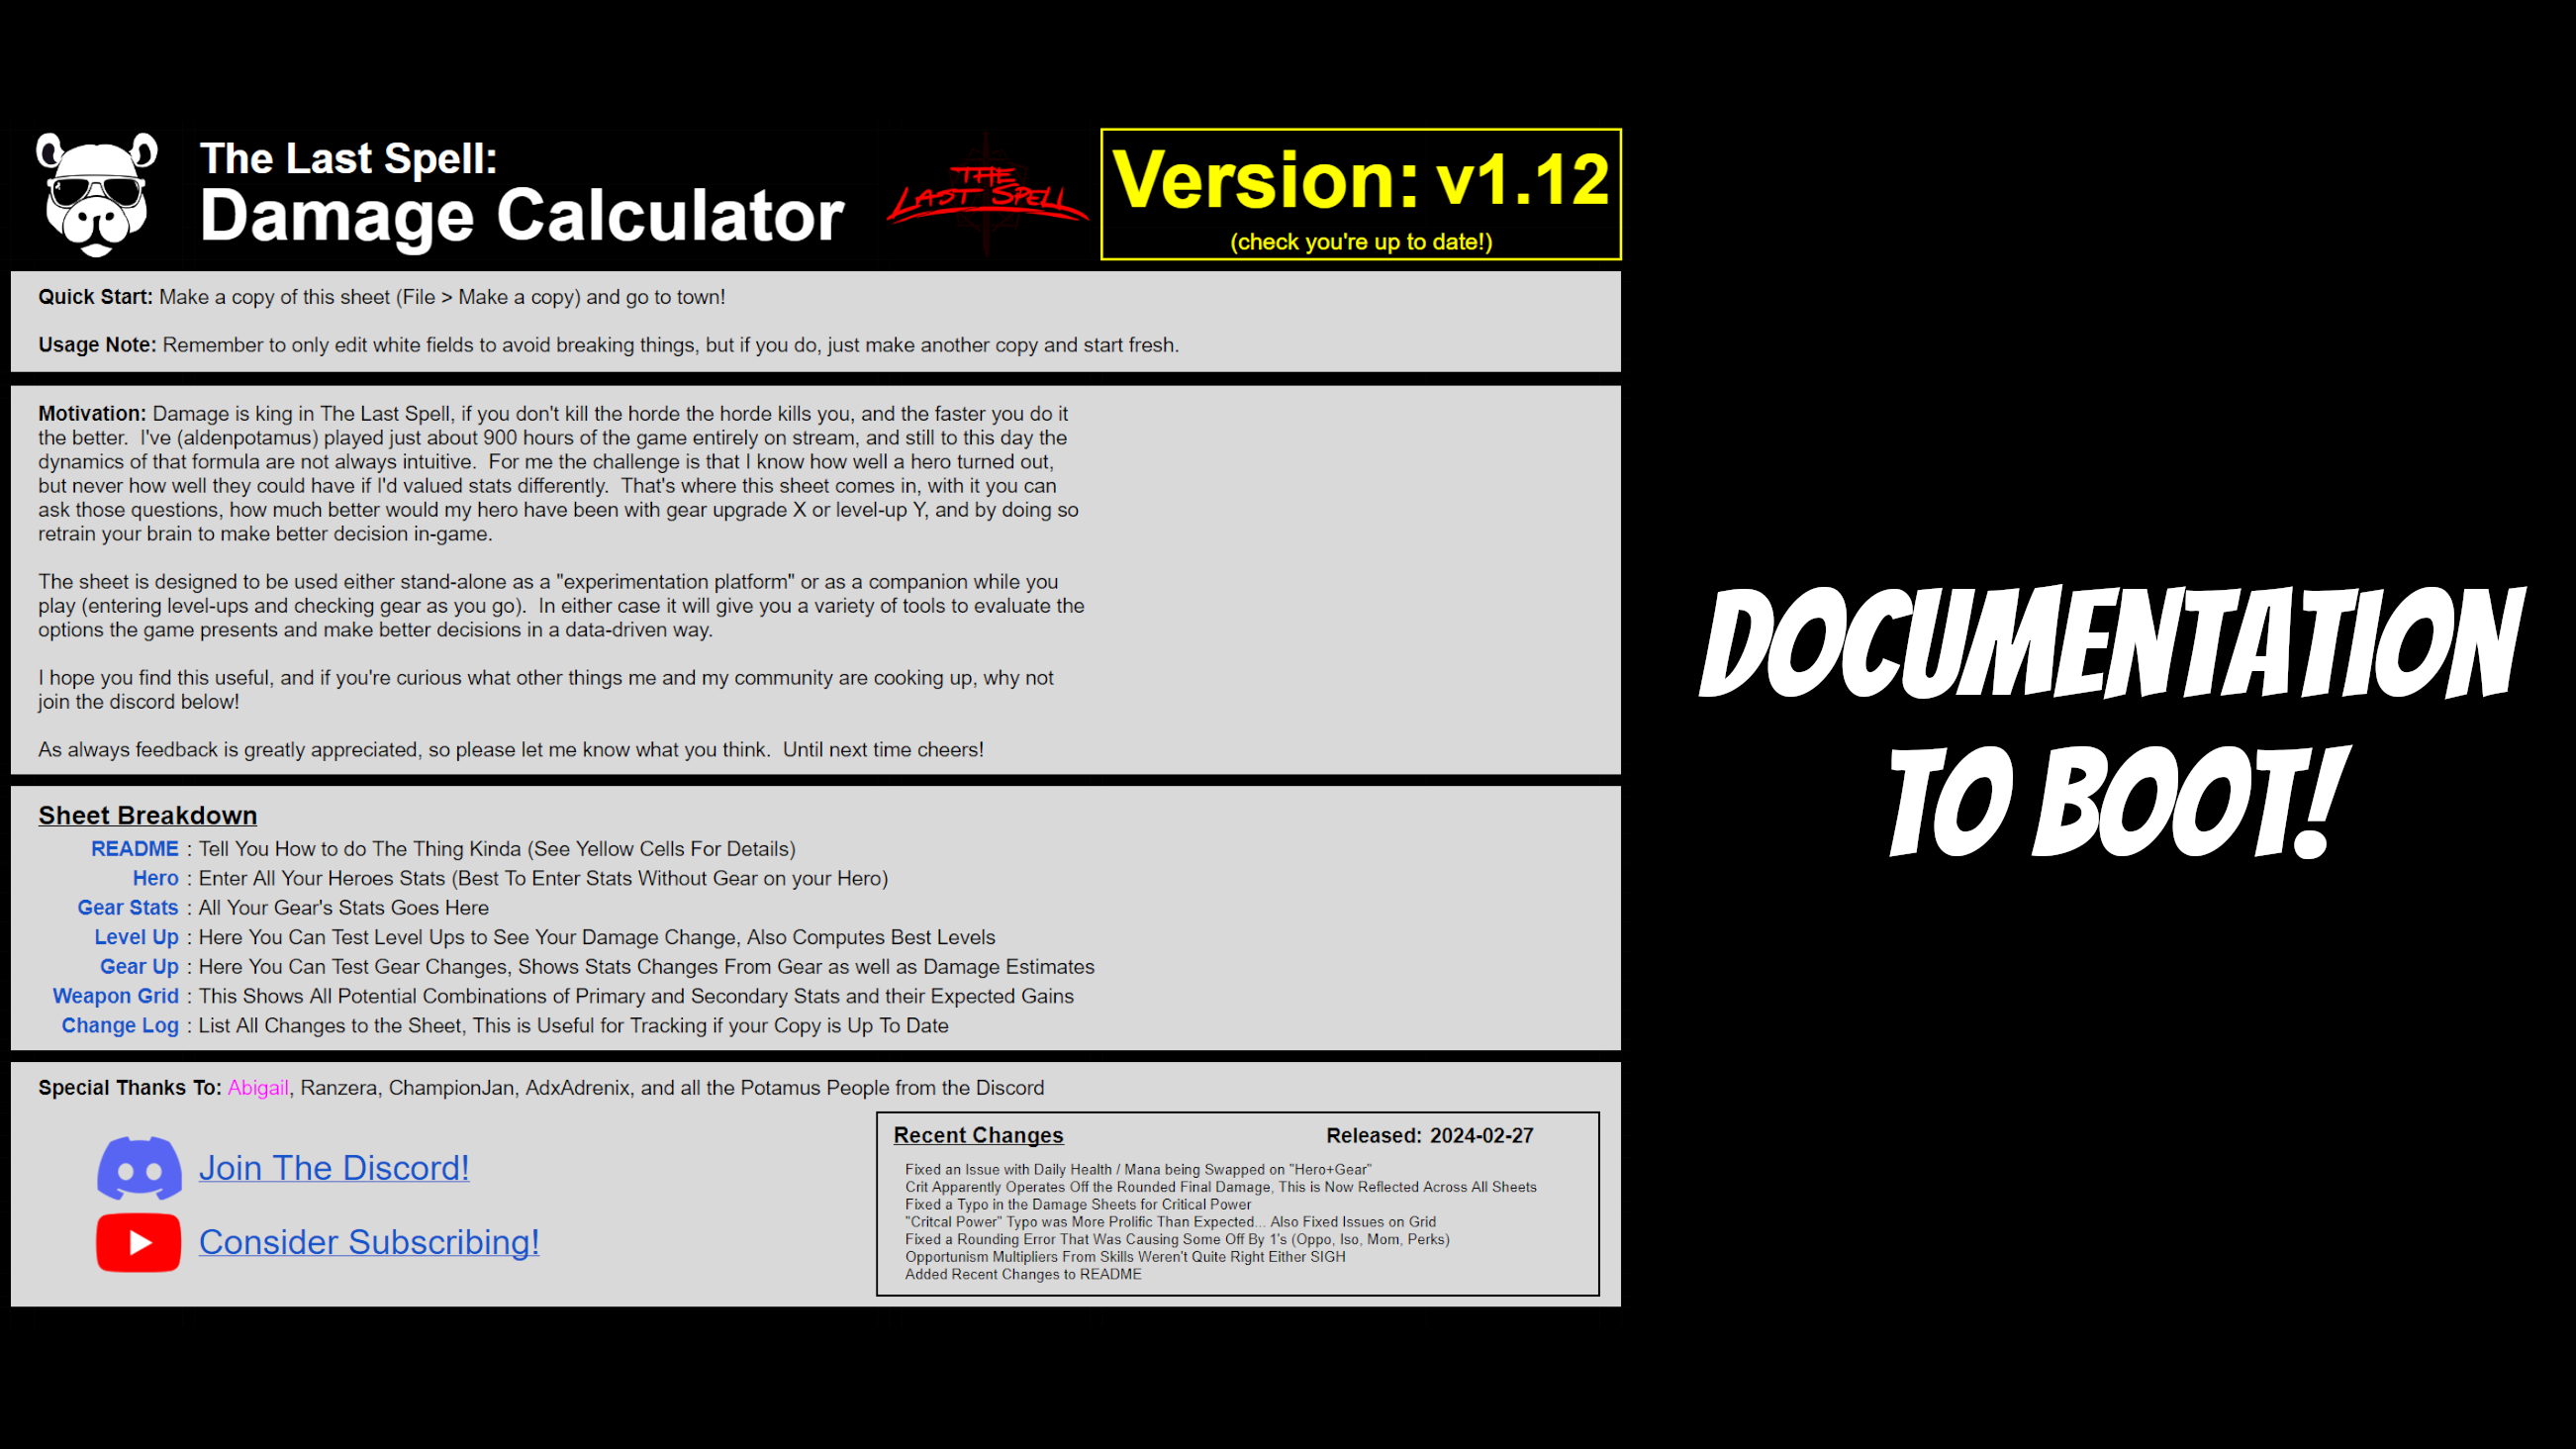 The Last Spell:
Damage Calculator
THE
LAST SPELL
Version: v1.12
(check you're up to date!)
Quick Start: Make a copy of this sheet (File > Make a copy) and go to town!
Usage Note: Remember to only edit white fields to avoid breaking things, but if you do, just make another copy and start fresh.
Motivation: Damage is king in The Last Spell, if you don't kill the horde the horde kills you, and the faster you do it
the better.  I've (aldenpotamus) played just about 900 hours of the game entirely on stream, and still to this day the
dynamics of that formula are not always intuitive.  For me the challenge is that I know how well a hero turned out,
but never how well they could have if I'd valued stats differently.  That's where this sheet comes in, with it you can
ask those questions, how much better would my hero have been with gear upgrade X or level-up Y, and by doing so
retrain your brain to make better decision in-game.
The sheet is designed to be used either stand-alone as a "experimentation platform" or as a companion while you
play (entering level-ups and checking gear as you go).  In either case it will give you a variety of tools to evaluate the
options the game presents and make better decisions in a data-driven way.
I hope you find this useful, and if you're curious what other things me and my community are cooking up, why not
join the discord below!
As always feedback is greatly appreciated, so please let me know what you think.  Until next time cheers!
Sheet Breakdown
README : Tell You How to do The Thing Kinda (See Yellow Cells For Details)
Hero : Enter All Your Heroes Stats (Best To Enter Stats Without Gear on your Hero)
Gear Stats : All Your Gear's Stats Goes Here
Level Up : Here You Can Test Level Ups to See Your Damage Change, Also Computes Best Levels
Gear Up : Here You Can Test Gear Changes, Shows Stats Changes From Gear as well as Damage Estimates
Weapon Grid : This Shows All Potential Combinations of Primary and Secondary Stats and their Expected Gains
Change Log : List All Changes to the Sheet, This is Useful for Tracking if your Copy is Up To Date
Special Thanks To: Abigail, Ranzera, ChampionJan, AdxAdrenix, and all the Potamus People from the Discord
Join The Discord!
Consider Subscribing!
Recent Changes Released: 2024-02-27
Fixed an Issue with Daily Health / Mana being Swapped on "Hero+Gear"
Crit Apparently Operates Off the Rounded Final Damage, This is Now Reflected Across All Sheets
Fixed a Typo in the Damage Sheets for Critical Power
"Critcal Power" Typo was More Prolific Than Expected... Also Fixed Issues on Grid
Fixed a Rounding Error That Was Causing Some Off By 1's (Oppo, Iso, Mom, Perks)
Opportunism Multipliers From Skills Weren't Quite Right Either SIGH
Added Recent Changes to README
DOCUMENTATION
TO BOOT!